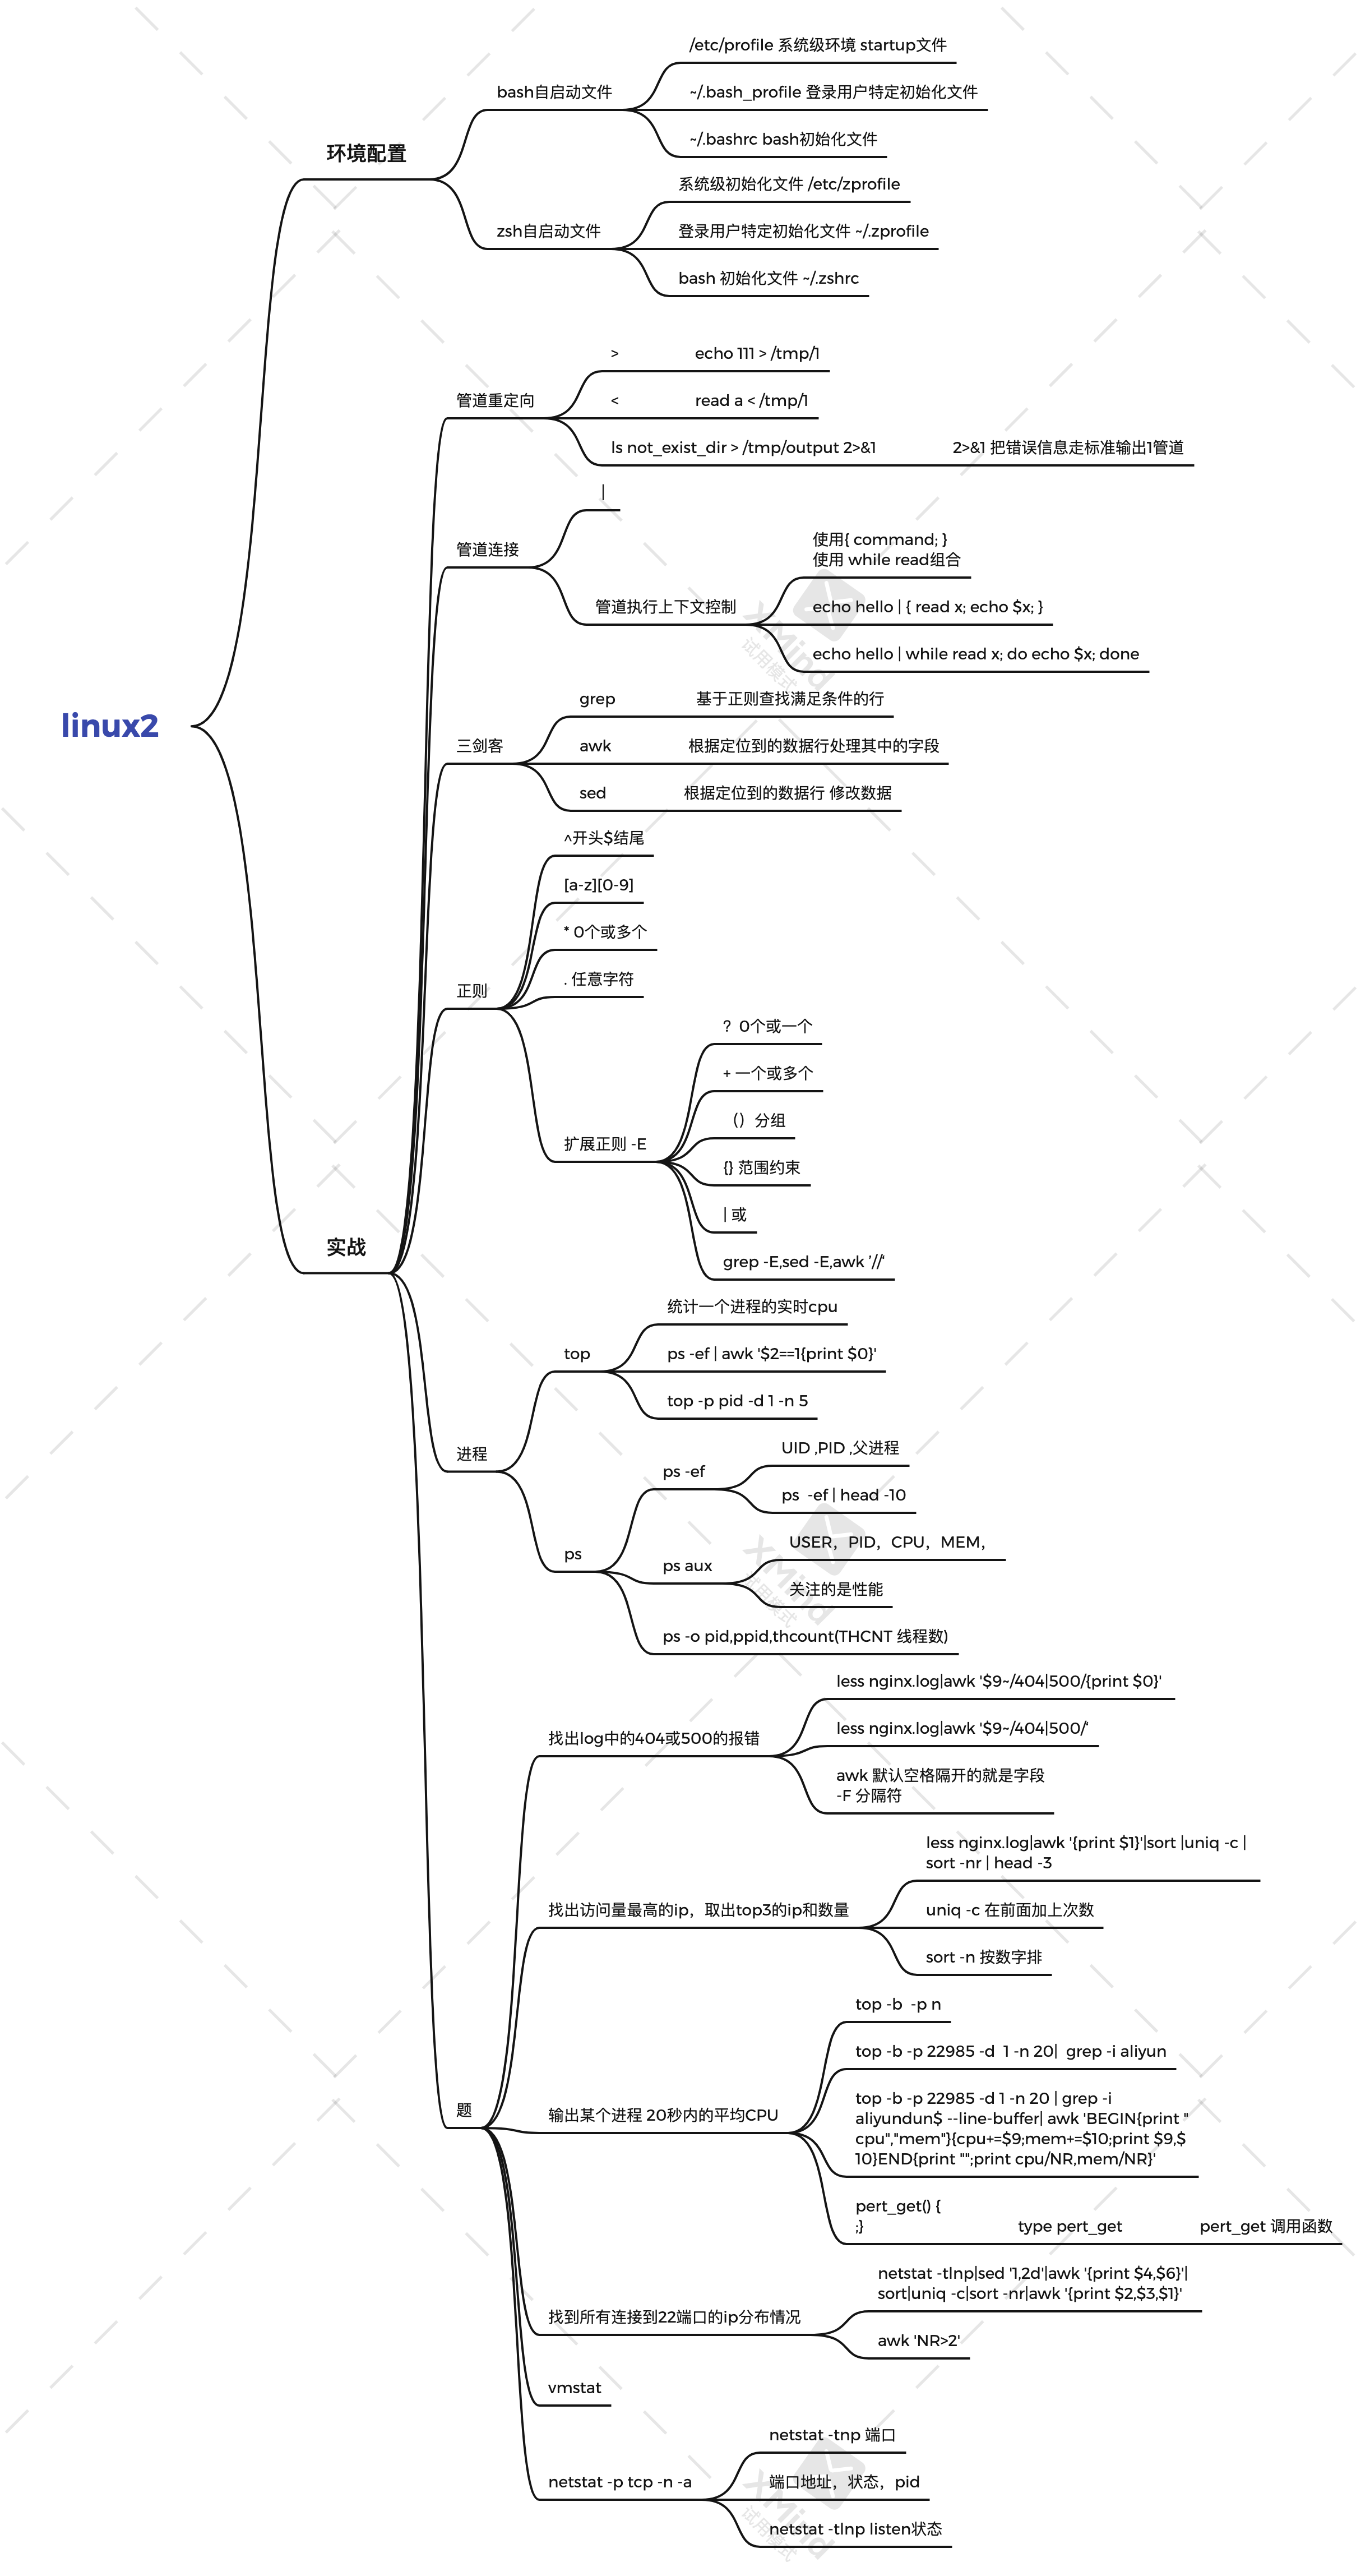 linux2
环境配置
bash自启动文件
/etc/profile 系统级环境 startup文件
~/.bash_profile 登录用户特定初始化文件
~/.bashrc bash初始化文件
zsh自启动文件
系统级初始化文件 /etc/zprofile
登录用户特定初始化文件 ~/.zprofile
bash 初始化文件 ~/.zshrc
实战
管道重定向
> echo 111 > /tmp/1
< read a < /tmp/1
ls not_exist_dir > /tmp/output 2>&1 2>&1 把错误信息走标准输出1管道
管道连接
|
管道执行上下文控制
使用{ command; }
使用 while read组合
echo hello | { read x; echo $x; }
echo hello | while read x; do echo $x; done
三剑客
grep 基于正则查找满足条件的行
awk 根据定位到的数据行处理其中的字段
sed 根据定位到的数据行 修改数据
正则
^开头$结尾
[a-z][0-9]
* 0个或多个
. 任意字符
扩展正则 -E
？ 0个或一个
+ 一个或多个
（）分组
{} 范围约束
| 或
grep -E,sed -E,awk '//'
进程
top
统计一个进程的实时cpu
ps -ef | awk '$2==1{print $0}'
top -p pid -d 1 -n 5
ps
ps -ef
UID ,PID ,父进程
ps  -ef | head -10
ps aux
USER，PID，CPU，MEM，
关注的是性能
ps -o pid,ppid,thcount(THCNT 线程数)
题
找出log中的404或500的报错
less nginx.log|awk '$9~/404|500/{print $0}'
less nginx.log|awk '$9~/404|500/'
awk 默认空格隔开的就是字段
-F 分隔符
找出访问量最高的ip，取出top3的ip和数量
less nginx.log|awk '{print $1}'|sort |uniq -c |
sort -nr | head -3
uniq -c 在前面加上次数
sort -n 按数字排
输出某个进程 20秒内的平均CPU
top -b  -p n
top -b -p 22985 -d  1 -n 20|  grep -i aliyun
top -b -p 22985 -d 1 -n 20 | grep -i
aliyundun$ --line-buffer| awk 'BEGIN{print "
cpu","mem"}{cpu+=$9;mem+=$10;print $9,$
10}END{print "";print cpu/NR,mem/NR}'
pert_get() {
;} type pert_get pert_get 调用函数
找到所有连接到22端口的ip分布情况
netstat -tlnp|sed '1,2d'|awk '{print $4,$6}'|
sort|uniq -c|sort -nr|awk '{print $2,$3,$1}'
awk 'NR>2'
vmstat
netstat -p tcp -n -a
netstat -tnp 端口
端口地址，状态，pid
netstat -tlnp listen状态
XMind
试用模式
XMind
试用模式
XMind
试用模式